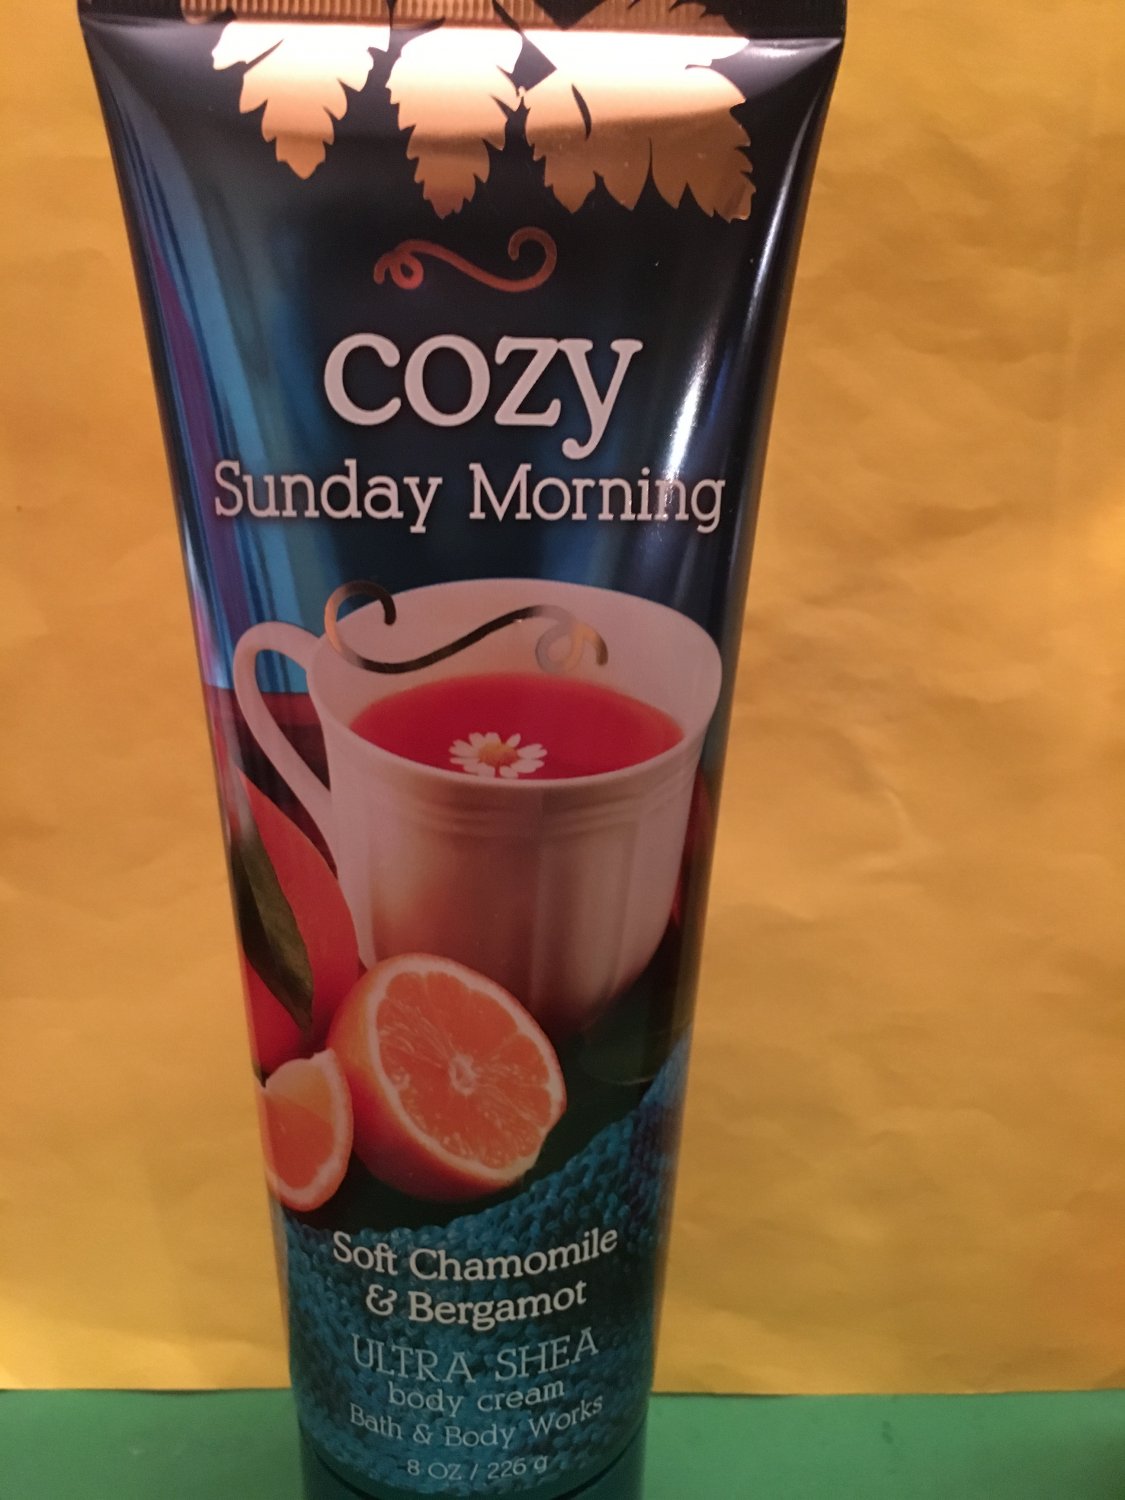 cozy
Sunday Morning
Soft Chamomile
& Bergamot
ULTRA SHEA
body cream
Bath & Body Works
8 OZ / 226 g